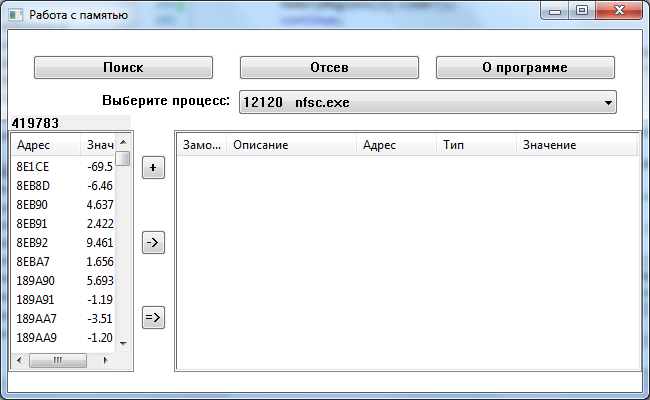 Работа с памятью
Поиск Отсев О программе
Выберите процесс: 12120 nfsc.exe
419783
Адрес Знач Замо... Описание Адрес Тип Значение
8E1CE -69.5
8EB8D -6.46
8EB90 4.637
8EB91 2.422
8EB92 9.461
8EBA7 1.656
189A90 5.693
189A91 -1.19
189AA7 -3.51
189AA9 -1.20
+
->
=>